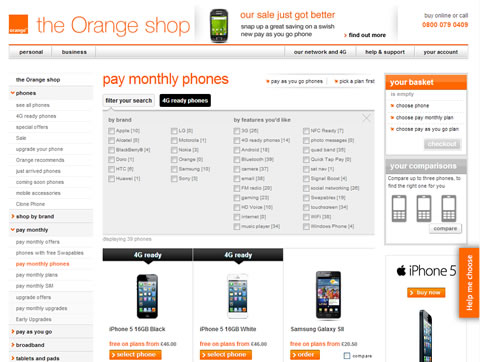 orange the Orange shop
our sale just got better
snap up a great saving on a swish
new pay as you go phone
find out more
buy online or call
0800 079 0409
personal
business
our network and 4G
help & support
your account
the Orange shop
phones
see all phones
4G ready phones
special offers
Sale
upgrade your phone
Orange recommends
just arrived phones
coming soon phones
mobile accessories
Clone Phone
shop by brand
pay monthly
pay monthly offers
phones with free Swapables
pay monthly phones
pay monthly plans
pay monthly SIM
upgrade offers
pay monthly upgrades
Early Upgrades
pay as you go
broadband
tablets and pads
pay monthly phones
pay as you go phones
pick a plan first
filter your search
4G ready phones
by brand
Apple [10]
Alcatel [5]
BlackBerry® [4]
Doro [1]
HTC [1]
Huawei [1]
LG [0]
Motorola [1]
Nokia [3]
Orange [0]
Samsung [10]
Sony [3]
by features you'd like
3G [26]
4G ready phones [14]
Android [18]
Bluetooth [39]
camera [37]
email [38]
FM radio [29]
gaming [23]
HD Voice [16]
internet [0]
music player [34]
NFC Ready [7]
photo messages [0]
quad band [35]
Quick Tap Pay [0]
sat nav [1]
Signal Boost [4]
social networking [26]
Swapables [19]
touchscreen [34]
WiFi [38]
Windows Phone [4]
displaying 39 phones
4G ready
iPhone 5 16GB Black
free on plans from £46.00
select phone
4G ready
iPhone 5 16GB White
free on plans from £46.00
select phone
Samsung Galaxy SII
free on plans from £20.50
order
compare
your basket
is empty
choose phone
choose pay monthly plan
choose pay as you go plan
checkout
your comparisons
Compare up to three phones, to
find the right one for you
compare
iPhone 5
buy now
Help me choose